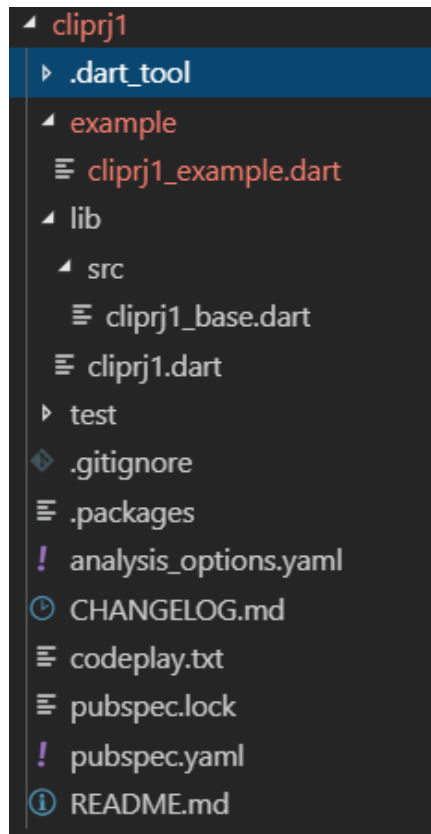 cliprj1
.dart_tool
example
cliprj1_example.dart
lib
src
cliprj1_base.dart
cliprj1.dart
test
.gitignore
.packages
analysis_options.yaml
CHANGELOG.md
codeplay.txt
pubspec.lock
pubspec.yaml
README.md